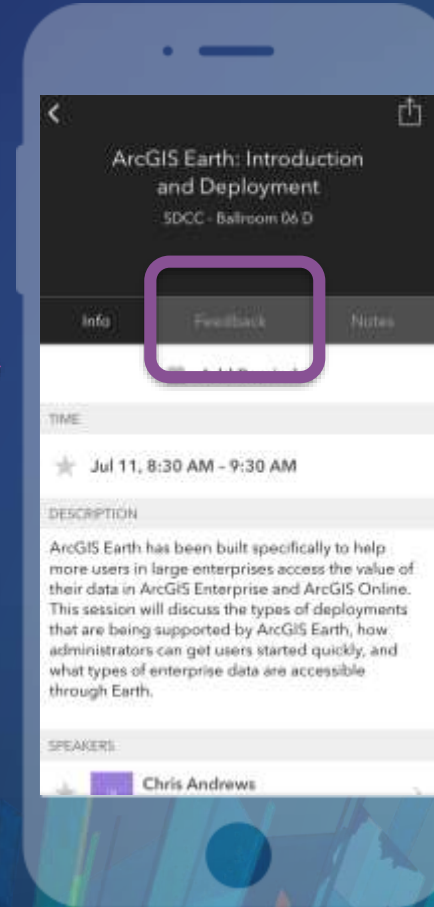 ArcGIS Earth: Introduction
and Deployment
SDCC - Ballroom 06 D
Info
Feedback
Notes
TIME
Jul 11, 8:30 AM - 9:30 AM
DESCRIPTION
ArcGIS Earth has been built specifically to help
more users in large enterprises access the value of
their data in ArcGIS Enterprise and ArcGIS Online.
This session will discuss the types of deployments
that are being supported by ArcGIS Earth, how
administrators can get users started quickly, and
what types of enterprise data are accessible
through Earth.
SPEAKERS
Chris Andrews